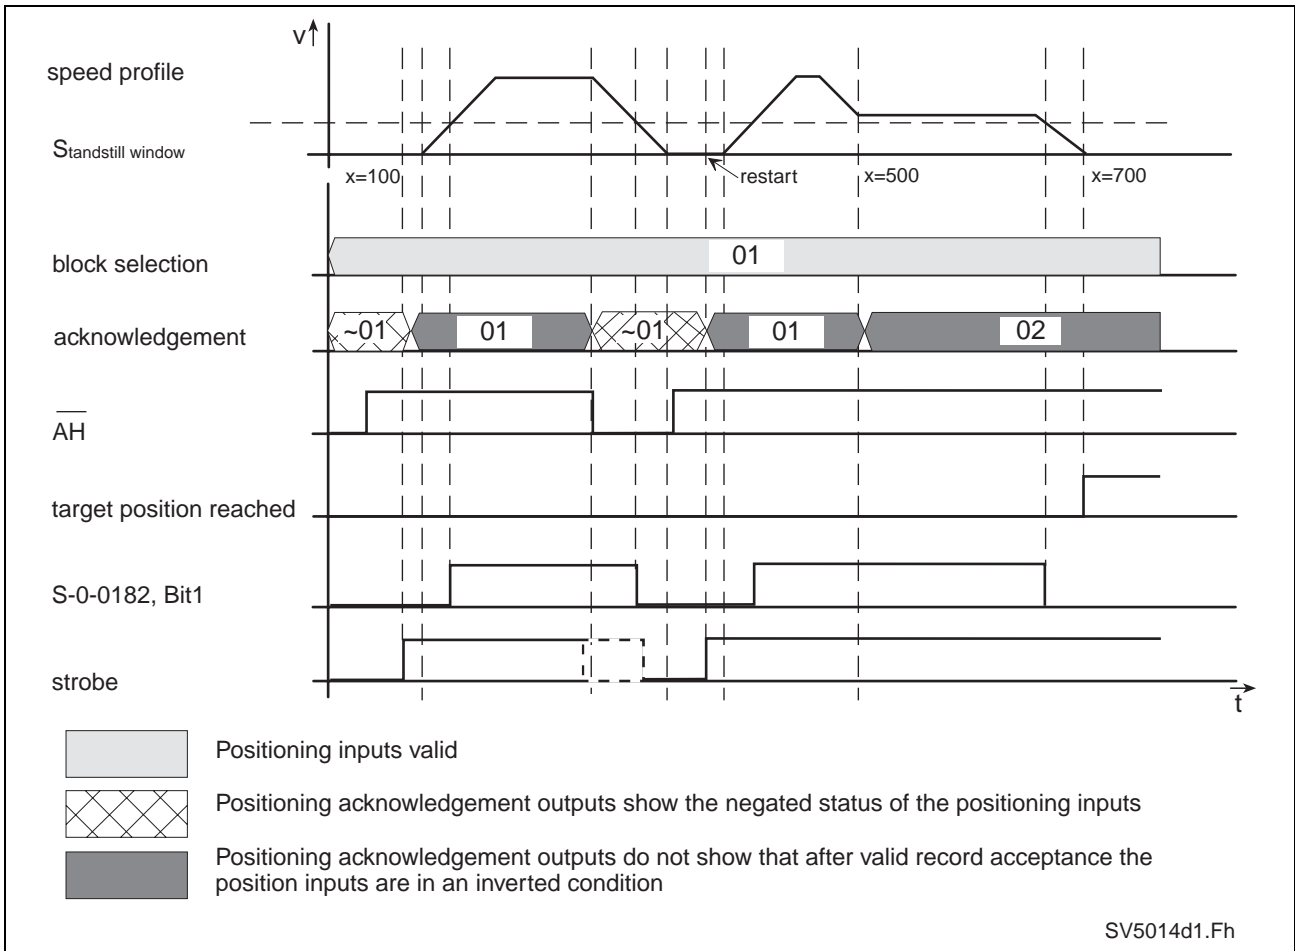 v
speed profile
Standstill window
x=100
restart
x=500
x=700
block selection
01
acknowledgement
~01
01
~01
01
02
AH
target position reached
S-0-0182, Bit1
strobe
t
Positioning inputs valid
Positioning acknowledgement outputs show the negated status of the positioning inputs
Positioning acknowledgement outputs do not show that after valid record acceptance the
position inputs are in an inverted condition
SV5014d1.Fh